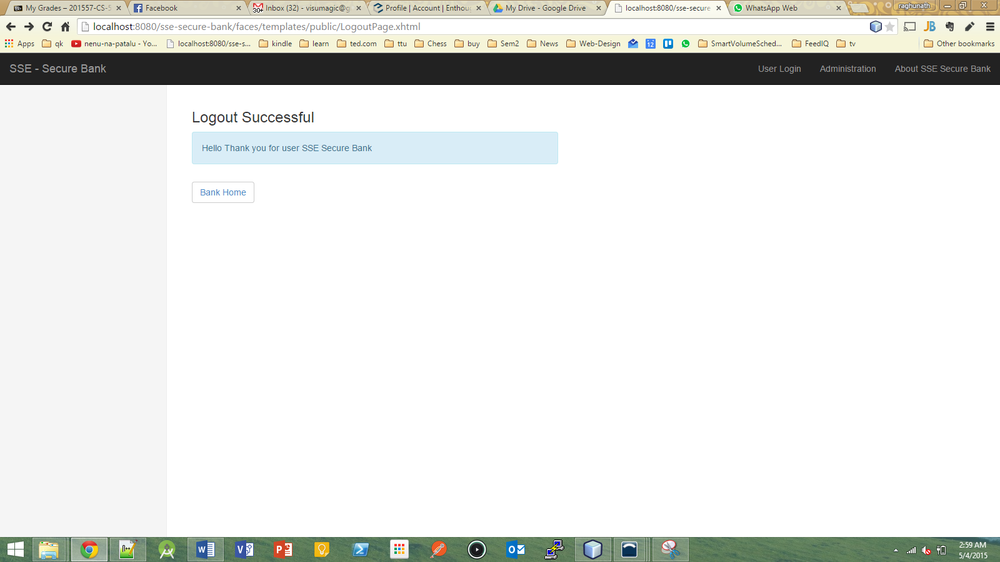 My Grades – 201557-CS-5
Facebook
Inbox (32) - visumagic@g
Profile | Account | Enthoug
My Drive - Google Drive
localhost:8080/sse-secure
WhatsApp Web
raghunath
localhost:8080/sse-secure-bank/faces/templates/public/LogoutPage.xhtml
Apps
qk
nenu-na-patalu - Yo...
localhost:8080/sse-s...
kindle
learn
ted.com
ttu
Chess
buy
Sem2
News
Web-Design
12
SmartVolumeSched...
FeedIQ
tv
Other bookmarks
SSE - Secure Bank
User Login
Administration
About SSE Secure Bank
Logout Successful
Hello Thank you for user SSE Secure Bank
Bank Home
2:59 AM
5/4/2015